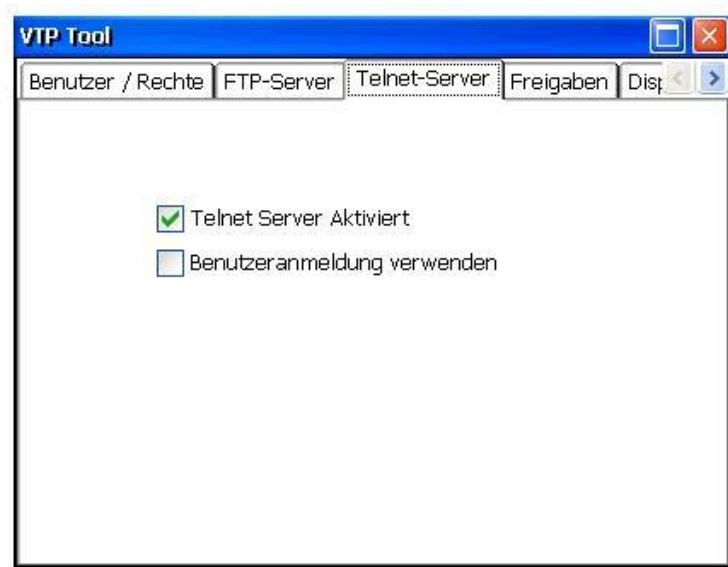 VTP Tool
Benutzer / Rechte FTP-Server Telnet-Server Freigaben
Telnet Server Aktiviert
Benutzeranmeldung verwenden